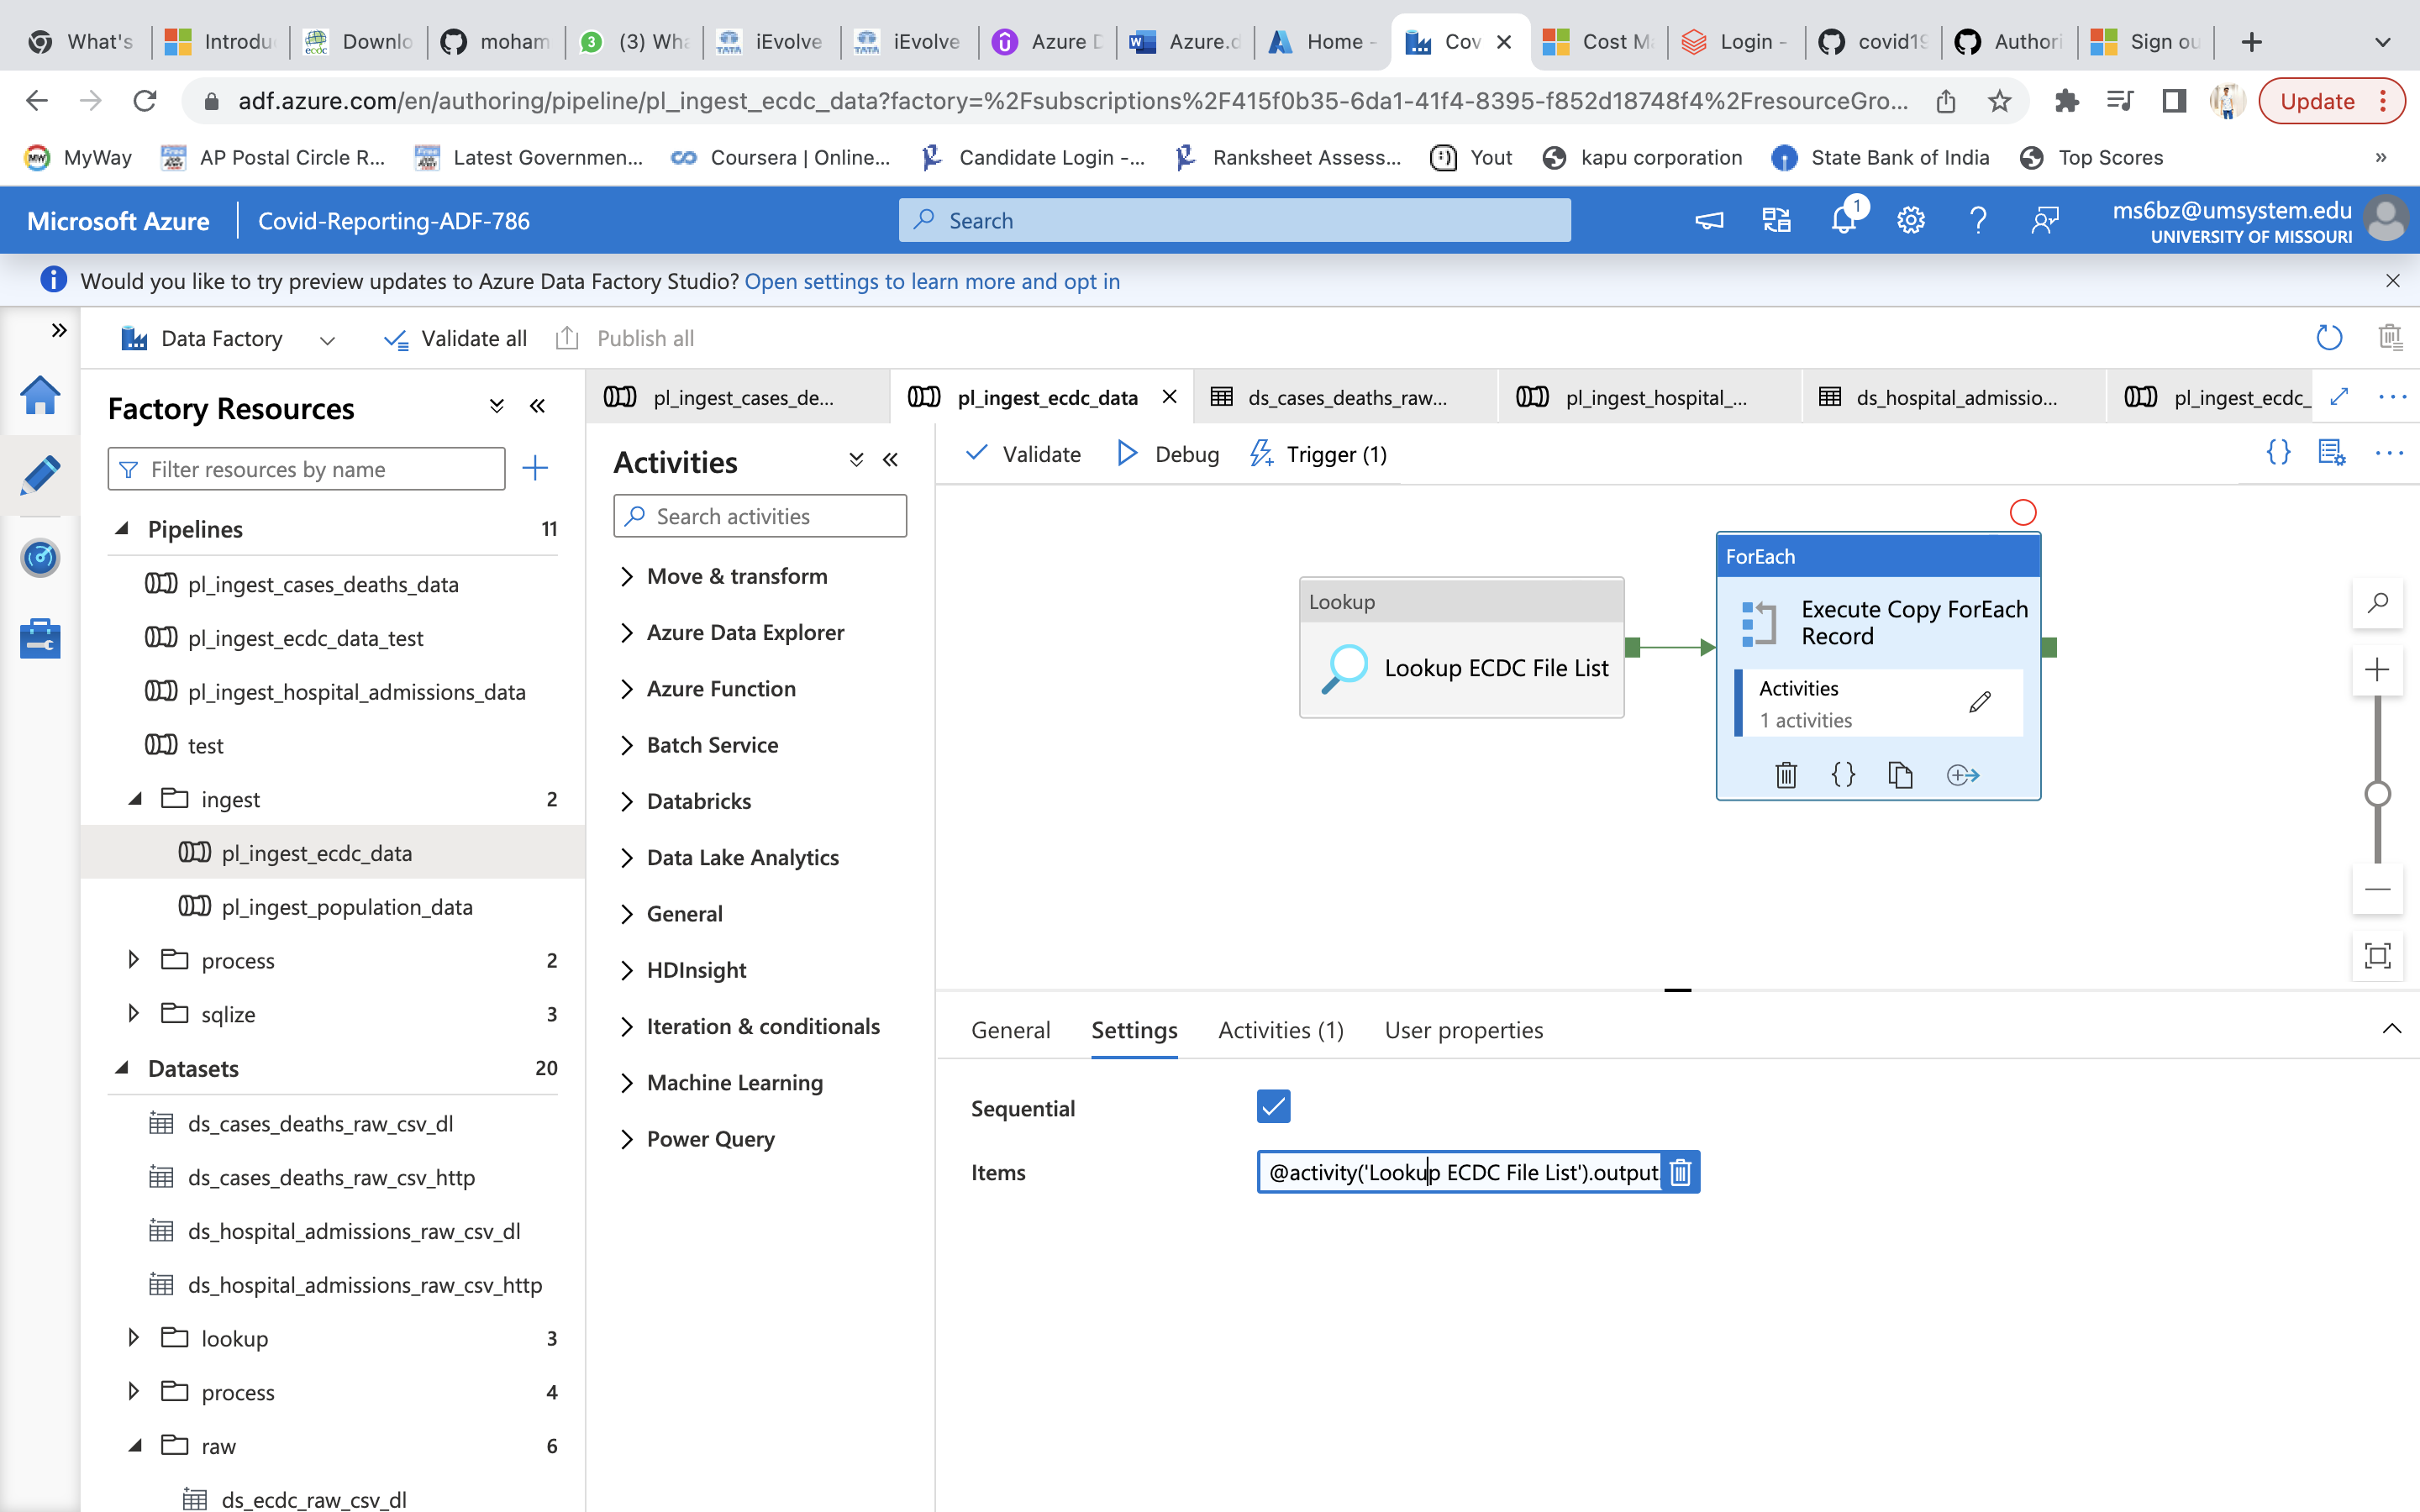 What's
Introdu
Downlo
moham
(3) Wha
iEvolve
iEvolve
Azure D
Azure.d
Home -
Cov
Cost Ma
Login -
covid19
Authori
Sign ou
adf.azure.com/en/authoring/pipeline/pl_ingest_ecdc_data?factory=%2Fsubscriptions%2F415f0b35-6da1-41f4-8395-f852d18748f4%2FresourceGro...
Update
MyWay
AP Postal Circle R...
Latest Governmen...
Coursera | Online...
Candidate Login -...
Ranksheet Assess...
Yout
kapu corporation
State Bank of India
Top Scores
»
Microsoft Azure
Covid-Reporting-ADF-786
Search
1
ms6bz@umsystem.edu
UNIVERSITY OF MISSOURI
Would you like to try preview updates to Azure Data Factory Studio? Open settings to learn more and opt in
Data Factory
Validate all
Publish all
Factory Resources
Filter resources by name
Pipelines 11
pl_ingest_cases_deaths_data
pl_ingest_ecdc_data_test
pl_ingest_hospital_admissions_data
test
ingest 2
pl_ingest_ecdc_data
pl_ingest_population_data
process 2
sqlize 3
Datasets 20
ds_cases_deaths_raw_csv_dl
ds_cases_deaths_raw_csv_http
ds_hospital_admissions_raw_csv_dl
ds_hospital_admissions_raw_csv_http
lookup 3
process 4
raw 6
ds_ecdc_raw_csv_dl
pl_ingest_cases_de...
pl_ingest_ecdc_data
ds_cases_deaths_raw...
pl_ingest_hospital_...
ds_hospital_admissio...
pl_ingest_ecdc_
Activities
Search activities
Move & transform
Azure Data Explorer
Azure Function
Batch Service
Databricks
Data Lake Analytics
General
HDInsight
Iteration & conditionals
Machine Learning
Power Query
Validate
Debug
Trigger (1)
Lookup
Lookup ECDC File List
ForEach
Execute Copy ForEach
Record
Activities
1 activities
General
Settings
Activities (1)
User properties
Sequential
Items
@activity('Lookup ECDC File List').output.